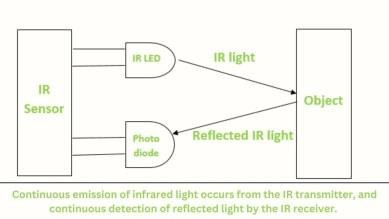 IR LED
IR light
IR
Sensor
Object
Photo
diode
Reflected IR light
Continuous emission of infrared light occurs from the IR transmitter, and
continuous detection of reflected light by the IR receiver.